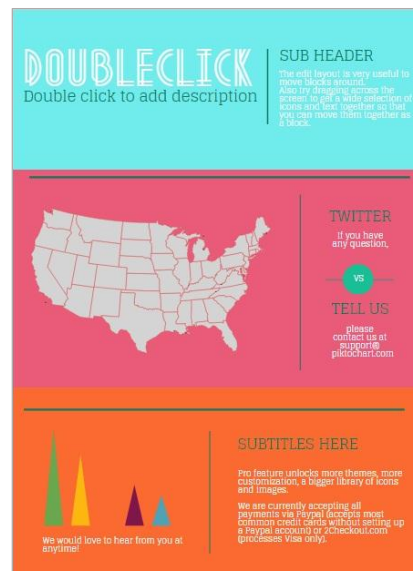 DOUBLECLICK
Double click to add description
SUB HEADER
The edit layout is very useful to
move blocks around.
Also try dragging across the
screen to get a wide selection of
icons and text together so that
you can move them together as
a block.
TWITTER
If you have
any question,
VS
TELL US
please
contact us at
support@
piktochart.com
We would love to hear from you at
anytime!
SUBTITLES HERE
Pro feature unlocks more themes, more
customization, a bigger library of icons
and images.
We are currently accepting all
payments via Paypal (accepts most
common credit cards without setting up
a Paypal account) or 2Checkout.com
(processes Visa only).